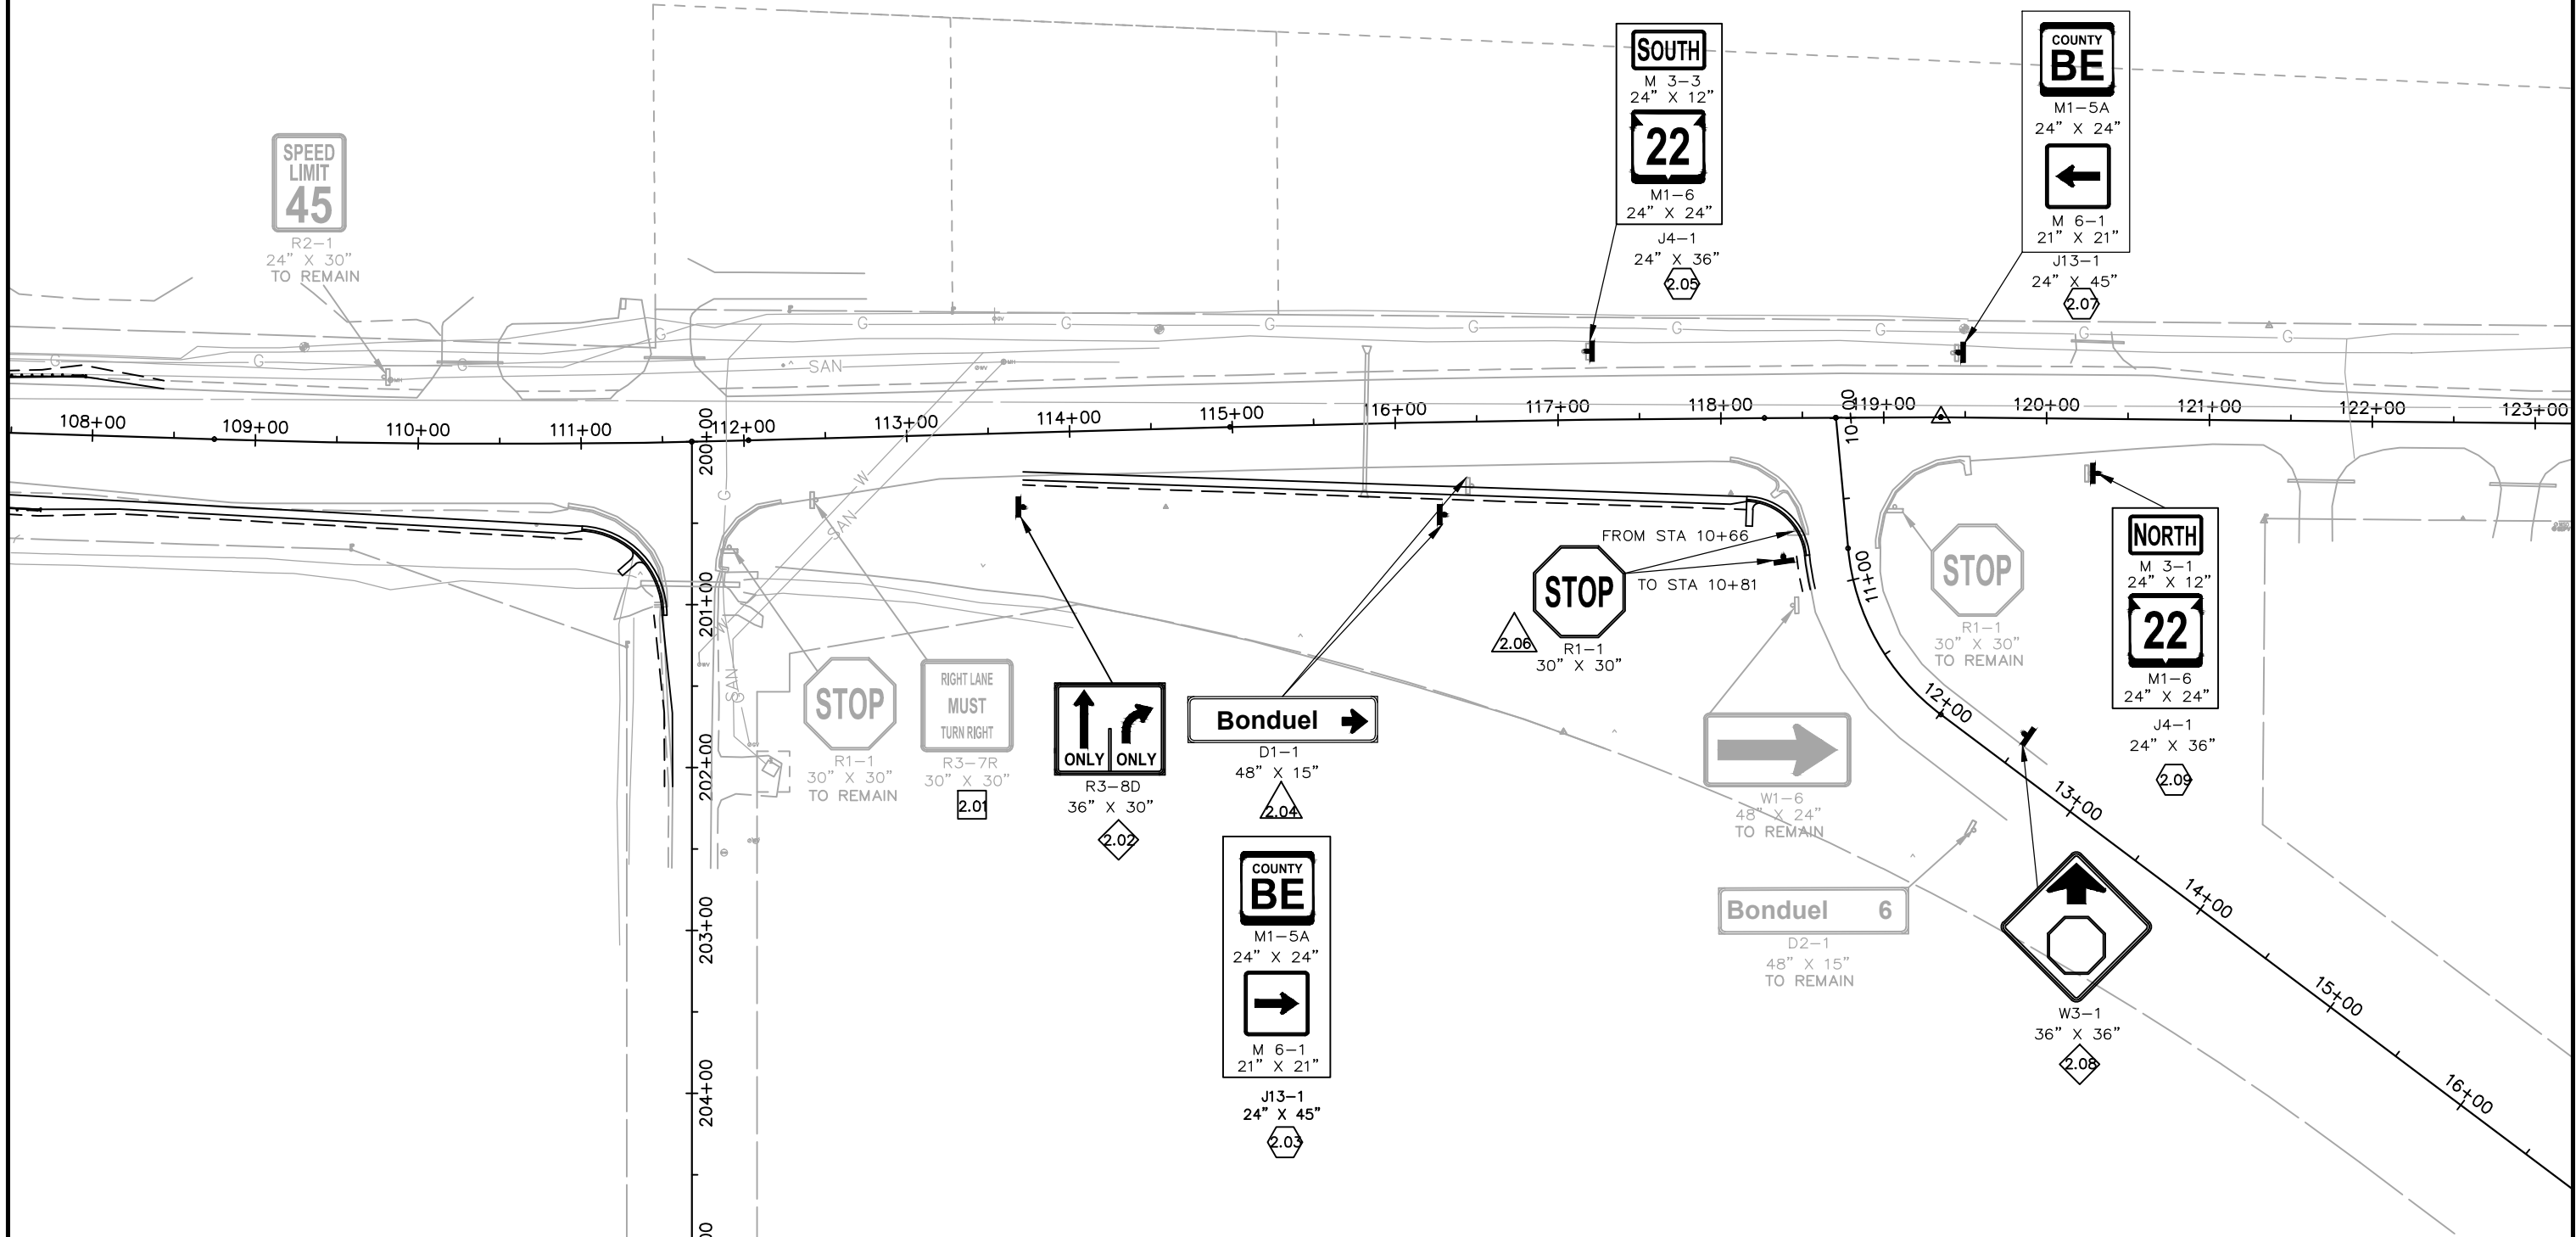 SOUTH
M 3-3
24" X 12"
22
M1-6
24" X 24"
J4-1
24" X 36"
2.05
COUNTY
BE
M1-5A
24" X 24"
M 6-1
21" X 21"
J13-1
24" X 45"
2.07
SPEED
LIMIT
45
R2-1
24" X 30"
TO REMAIN
G G G G G G G G
G G G
SAN
108+00 109+00 110+00 111+00 112+00 113+00 114+00 115+00 116+00 117+00 118+00 119+00 120+00 121+00 122+00 123+00
200+00
201+00
202+00
203+00
204+00
10+00
11+00
12+00
13+00
14+00
15+00
16+00
G
W
SAN
W
SAN
G
STOP
R1-1
30" X 30"
TO REMAIN
RIGHT LANE
MUST
TURN RIGHT
R3-7R
30" X 30"
2.01
ONLY ONLY
R3-8D
36" X 30"
2.02
Bonduel
D1-1
48" X 15"
2.04
COUNTY
BE
M1-5A
24" X 24"
M 6-1
21" X 21"
J13-1
24" X 45"
2.03
FROM STA 10+66
TO STA 10+81
STOP
R1-1
30" X 30"
2.06
W1-6
48" X 24"
TO REMAIN
Bonduel 6
D2-1
48" X 15"
TO REMAIN
STOP
R1-1
30" X 30"
TO REMAIN
NORTH
M 3-1
24" X 12"
22
M1-6
24" X 24"
J4-1
24" X 36"
2.09
W3-1
36" X 36"
2.08